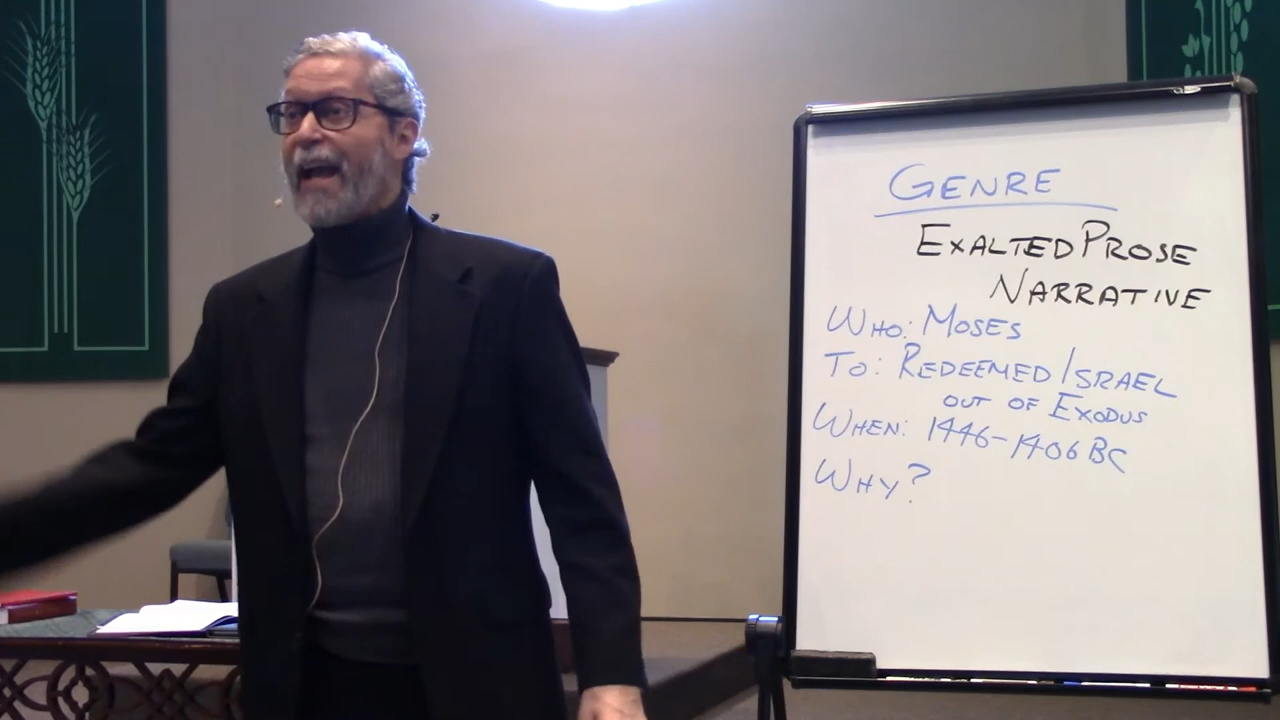 GENRE
EXALTED PROSE
NARRATIVE
WHO: MOSES
TO: REDEEMED ISRAEL
OUT OF EXODUS
WHEN: 1446-1406 BC
WHY?